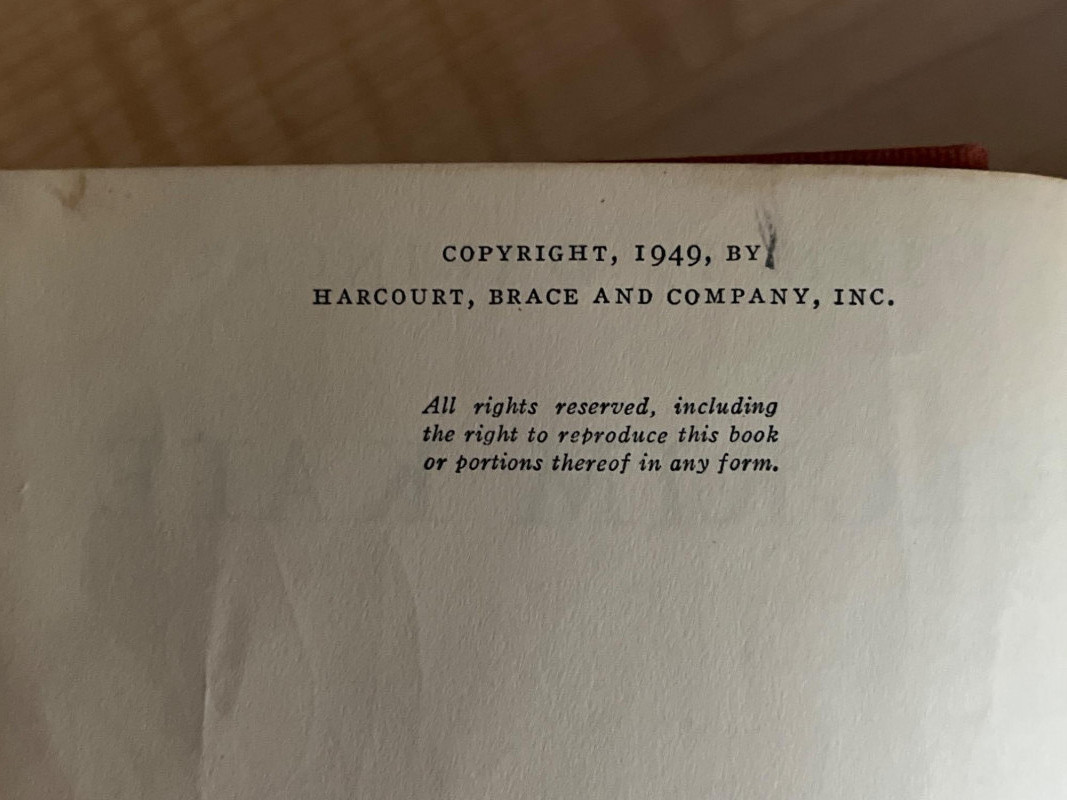 COPYRIGHT, 1949, BY
HARCOURT, BRACE AND COMPANY, INC.
All rights reserved, including
the right to reproduce this book
or portions thereof in any form.